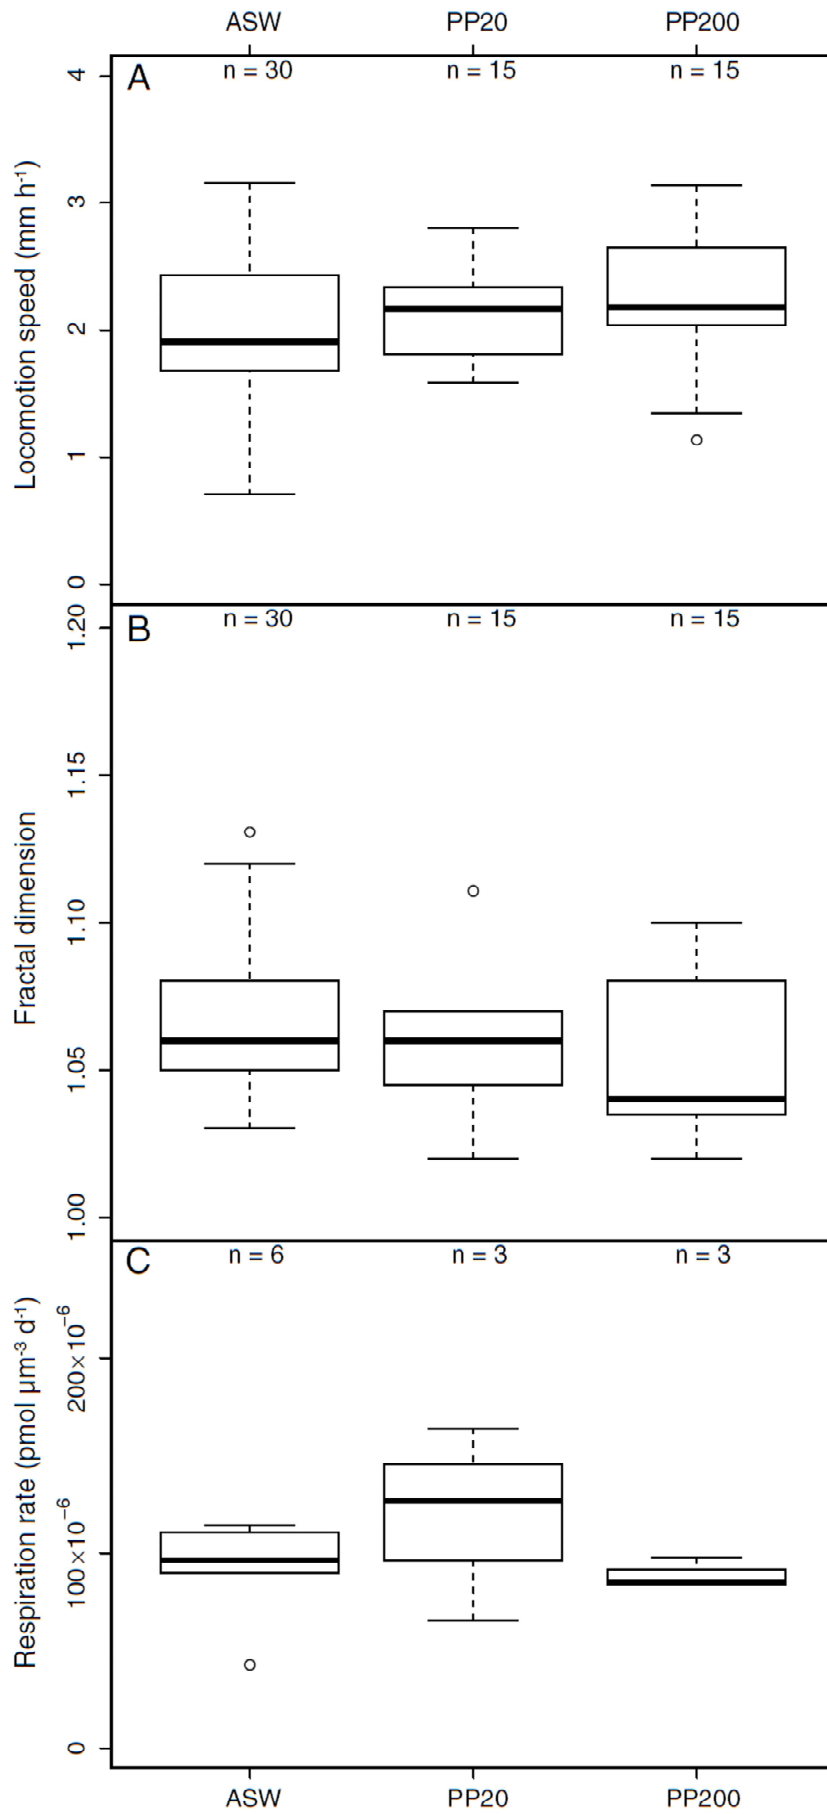 ASW PP20 PP200
A
n = 30 n = 15 n = 15
Locomotion speed (mm h⁻¹)
4
3
2
1
0
B
n = 30 n = 15 n = 15
Fractal dimension
1.20
1.15
1.10
1.05
1.00
C
n = 6 n = 3 n = 3
Respiration rate (pmol µm⁻³ d⁻¹)
200×10⁻⁶
100×10⁻⁶
0
ASW PP20 PP200